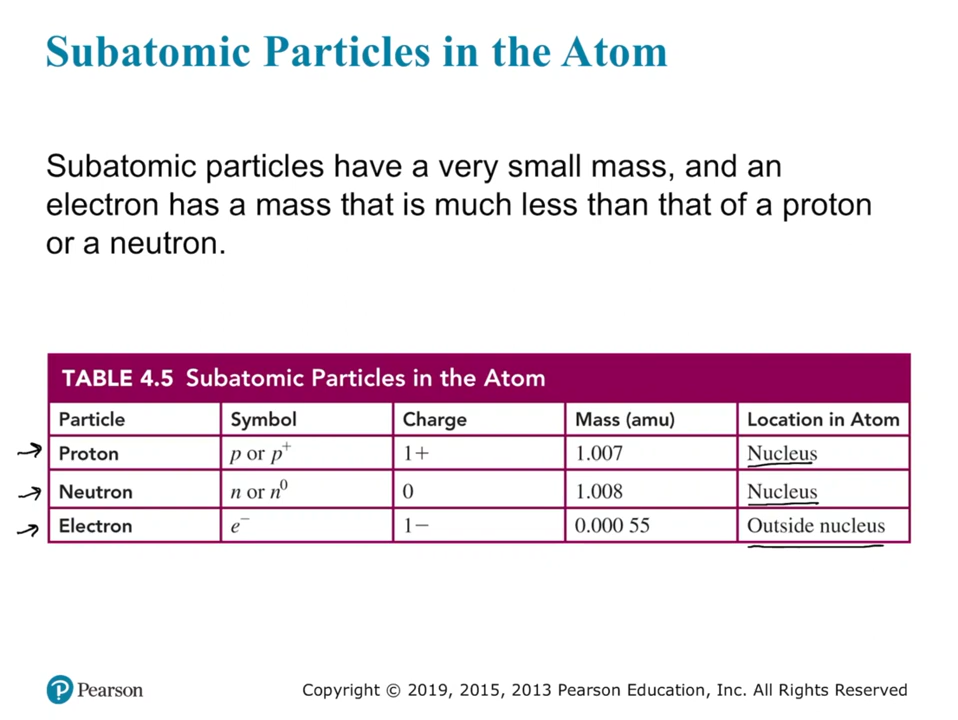 Subatomic Particles in the Atom
Subatomic particles have a very small mass, and an
electron has a mass that is much less than that of a proton
or a neutron.
TABLE 4.5 Subatomic Particles in the Atom
Particle Symbol Charge Mass (amu) Location in Atom
Proton p or p⁺ 1+ 1.007 Nucleus
Neutron n or n⁰ 0 1.008 Nucleus
Electron e⁻ 1− 0.000 55 Outside nucleus
P Pearson
Copyright © 2019, 2015, 2013 Pearson Education, Inc. All Rights Reserved